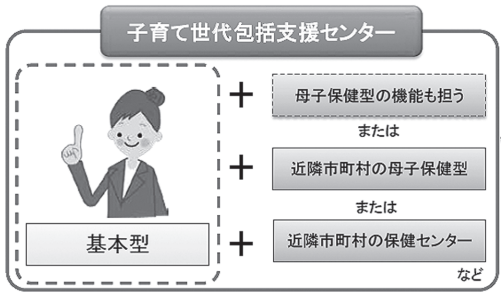 子育て世代包括支援センター
+ 母子保健型の機能も担う
または
+ 近隣市町村の母子保健型
または
基本型 + 近隣市町村の保健センター
など